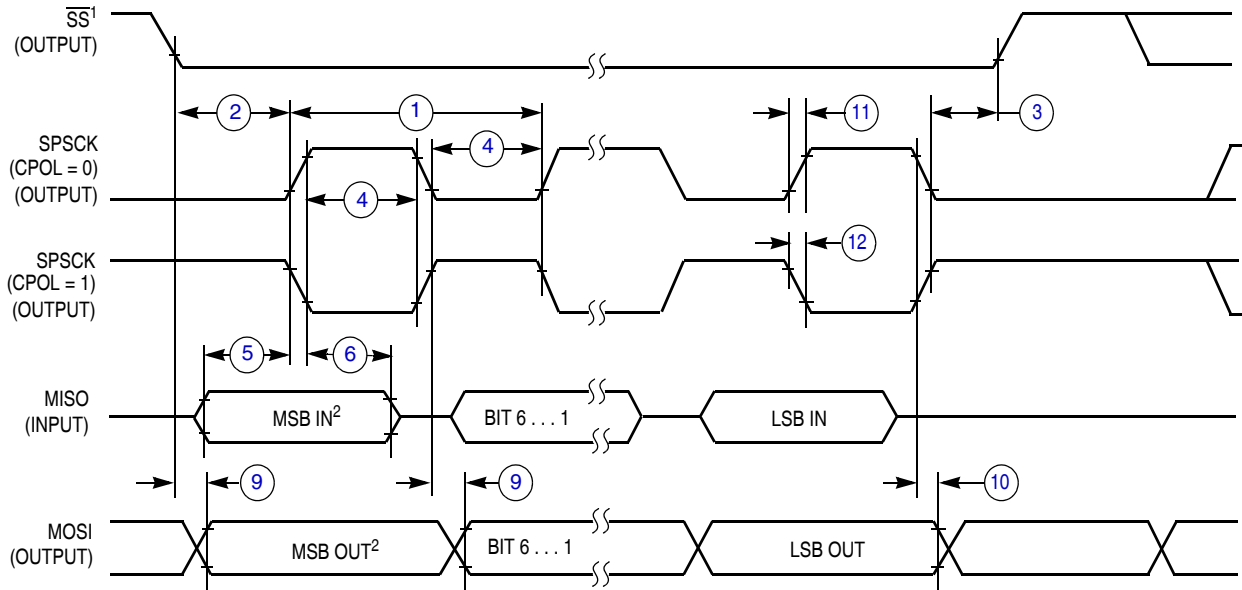 SS¹
(OUTPUT)
2
1
11
3
SPSCK
(CPOL = 0)
(OUTPUT)
4
4
SPSCK
(CPOL = 1)
(OUTPUT)
12
5
6
MISO
(INPUT)
MSB IN²
BIT 6 . . . 1
LSB IN
9
9
10
MOSI
(OUTPUT)
MSB OUT²
BIT 6 . . . 1
LSB OUT